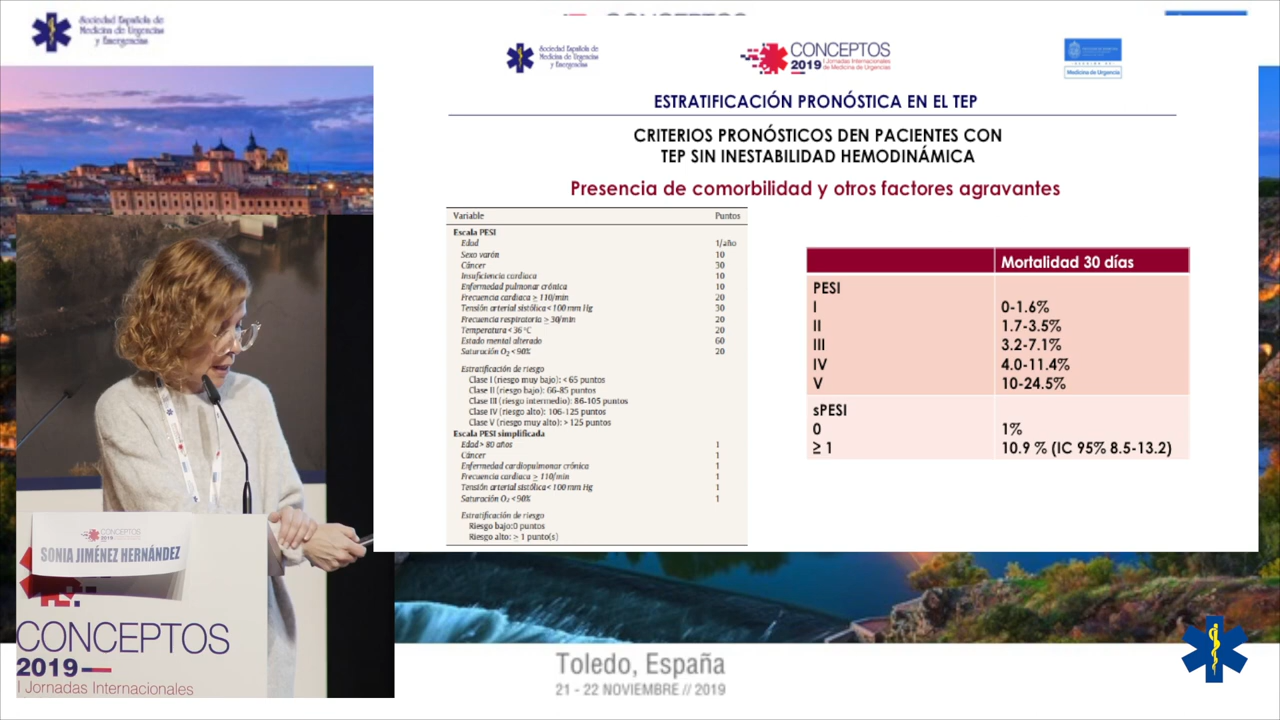 Sociedad Española de
Medicina de Urgencias
y Emergencias
CONCEPTOS
Sociedad Española de
Medicina de Urgencias
y Emergencias
CONCEPTOS
2019 I Jornadas Internacionales
de Medicina de Urgencias
Medicina de Urgencia
ESTRATIFICACIÓN PRONÓSTICA EN EL TEP
CRITERIOS PRONÓSTICOS DEN PACIENTES CON
TEP SIN INESTABILIDAD HEMODINÁMICA
Presencia de comorbilidad y otros factores agravantes
Variable Puntos
Escala PESI
Edad 1/año
Sexo varón 10
Cáncer 30
Insuficiencia cardiaca 10
Enfermedad pulmonar crónica 10
Frecuencia cardiaca ≥ 110/min 20
Tensión arterial sistólica < 100 mm Hg 30
Frecuencia respiratoria ≥ 30/min 20
Temperatura < 36 °C 20
Estado mental alterado 60
Saturación O₂ < 90% 20
Estratificación de riesgo
Clase I (riesgo muy bajo): < 65 puntos
Clase II (riesgo bajo): 66-85 puntos
Clase III (riesgo intermedio): 86-105 puntos
Clase IV (riesgo alto): 106-125 puntos
Clase V (riesgo muy alto): > 125 puntos
Escala PESI simplificada
Edad > 80 años 1
Cáncer 1
Enfermedad cardiopulmonar crónica 1
Frecuencia cardiaca ≥ 110/min 1
Tensión arterial sistólica < 100 mm Hg 1
Saturación O₂ < 90% 1
Estratificación de riesgo
Riesgo bajo:0 puntos
Riesgo alto: ≥ 1 punto(s)
Mortalidad 30 días
PESI
I 0-1.6%
II 1.7-3.5%
III 3.2-7.1%
IV 4.0-11.4%
V 10-24.5%
sPESI
0 1%
≥ 1 10.9 % (IC 95% 8.5-13.2)
CONCEPTOS
SONIA JIMÉNEZ HERNÁNDEZ
CONCEPTOS
2019
I Jornadas Internacionales
Toledo, España
21 - 22 NOVIEMBRE // 2019